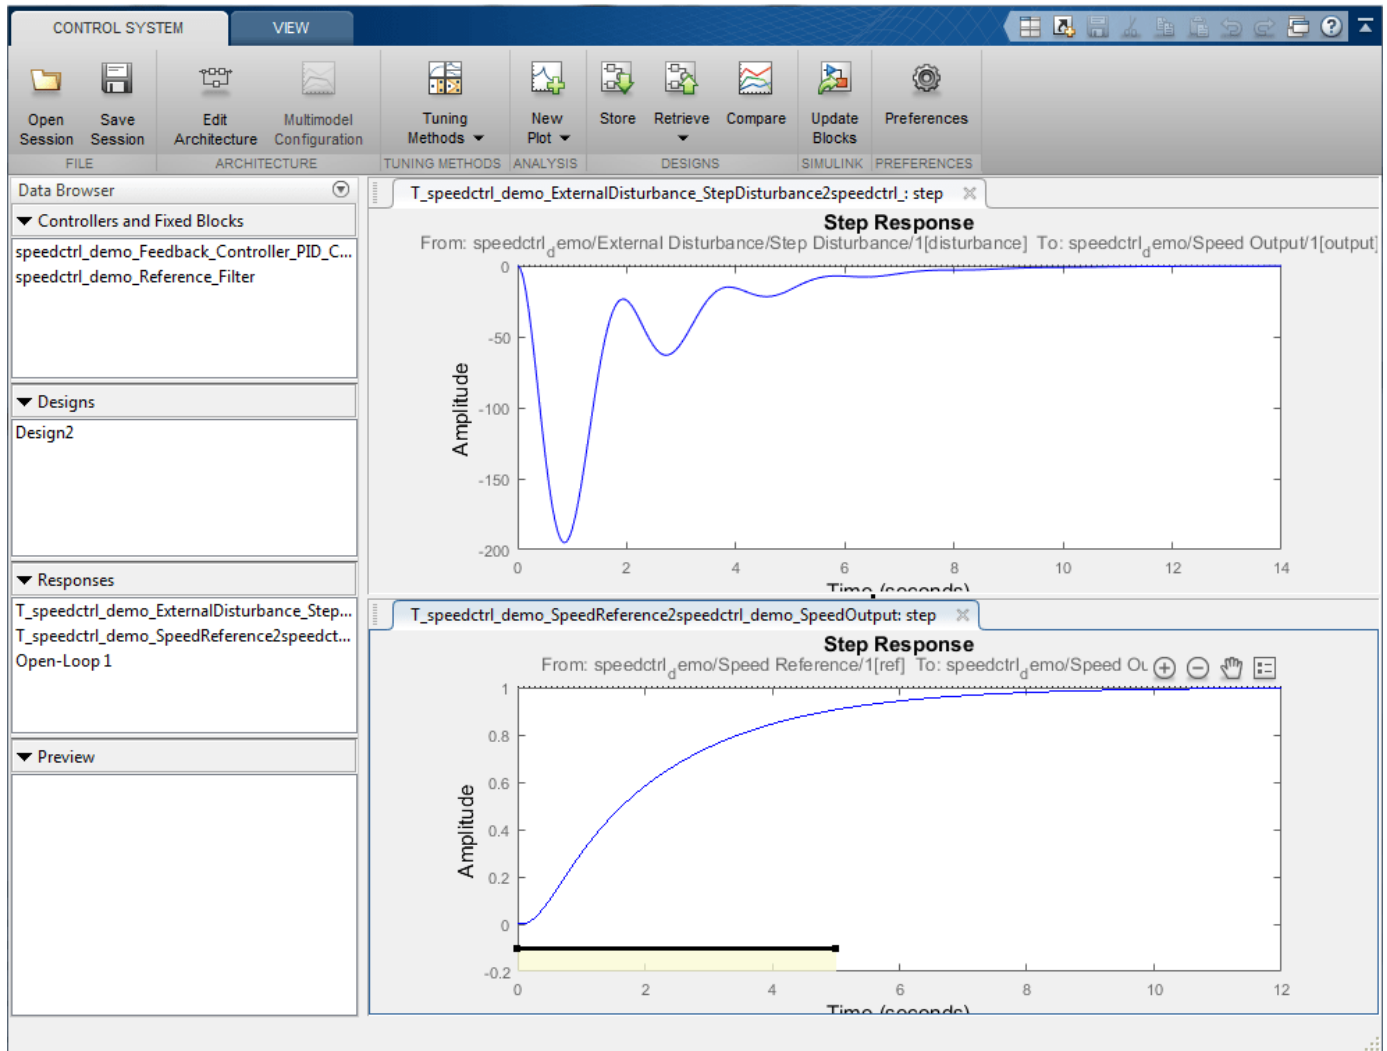 CONTROL SYSTEM VIEW
Open Session
Save Session
Edit Architecture
Multimodel Configuration
Tuning Methods
New Plot
Store
Retrieve
Compare
Update Blocks
Preferences
FILE ARCHITECTURE TUNING METHODS ANALYSIS DESIGNS SIMULINK PREFERENCES
Data Browser
Controllers and Fixed Blocks
speedctrl_demo_Feedback_Controller_PID_C...
speedctrl_demo_Reference_Filter
Designs
Design2
Responses
T_speedctrl_demo_ExternalDisturbance_Step...
T_speedctrl_demo_SpeedReference2speedct...
Open-Loop 1
Preview
T_speedctrl_demo_ExternalDisturbance_StepDisturbance2speedctrl_: step
Step Response
From: speedctrl_demo/External Disturbance/Step Disturbance/1[disturbance] To: speedctrl_demo/Speed Output/1[output]
Amplitude
0
-50
-100
-150
-200
0 2 4 6 8 10 12 14
Time (seconds)
T_speedctrl_demo_SpeedReference2speedctrl_demo_SpeedOutput: step
Step Response
From: speedctrl_demo/Speed Reference/1[ref] To: speedctrl_demo/Speed Ou
Amplitude
1
0.8
0.6
0.4
0.2
0
-0.2
0 2 4 6 8 10 12
Time (seconds)